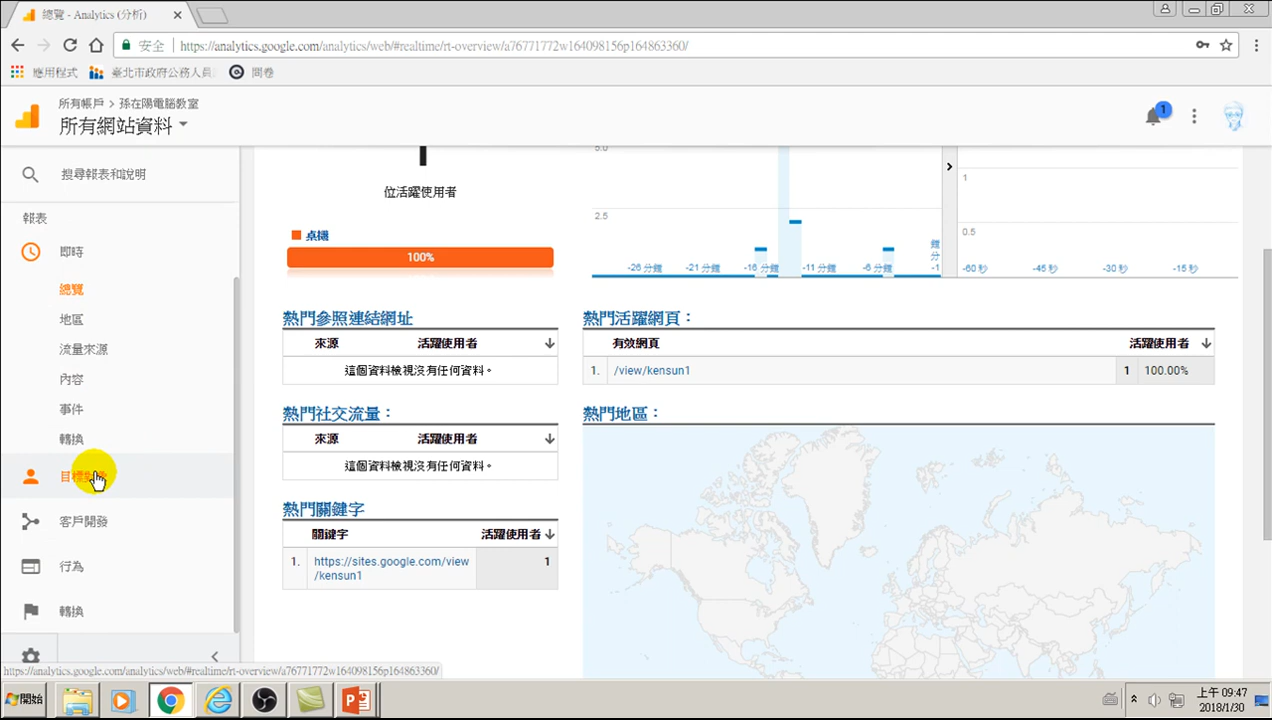 總覽 - Analytics (分析)
安全 https://analytics.google.com/analytics/web/#realtime/rt-overview/a76771772w164098156p164863360/
應用程式 臺北市政府公務人員 問卷
所有帳戶 > 孫在陽電腦教室
所有網站資料
1
搜尋報表和說明
報表
即時
總覽
地區
流量來源
內容
事件
轉換
目標對象
客戶開發
行為
轉換
1
位活躍使用者
桌機
100%
5.0
2.5
-26 分鐘 -21 分鐘 -16 分鐘 -11 分鐘 -6 分鐘
鐘
分
-1
1
0.5
-60 秒 -45 秒 -30 秒 -15 秒
熱門參照連結網址
來源 活躍使用者
這個資料檢視沒有任何資料。
熱門社交流量：
來源 活躍使用者
這個資料檢視沒有任何資料。
熱門關鍵字
關鍵字 活躍使用者
1. https://sites.google.com/view
/kensun1 1
熱門活躍網頁：
有效網頁 活躍使用者
1. /view/kensun1 1 100.00%
熱門地區：
https://analytics.google.com/analytics/web/#realtime/rt-overview/a76771772w164098156p164863360/
開始
上午 09:47
2018/1/30